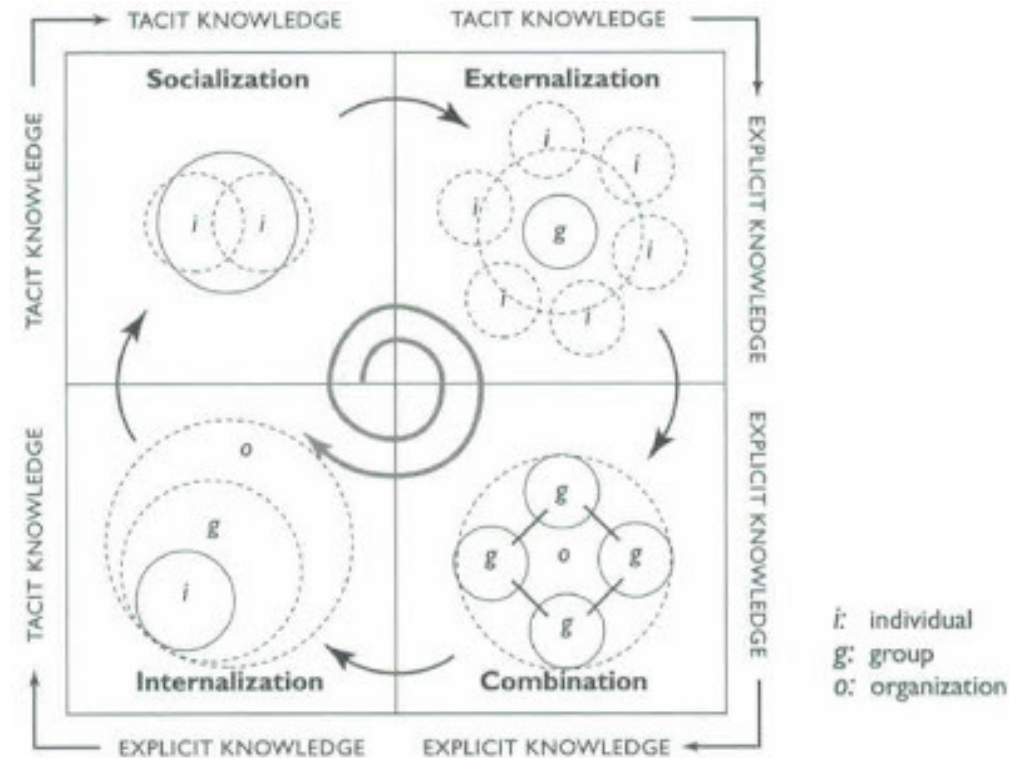 TACIT KNOWLEDGE
TACIT KNOWLEDGE
Socialization
Externalization
TACIT KNOWLEDGE
EXPLICIT KNOWLEDGE
i
i
i
i
i
i
i
i
g
TACIT KNOWLEDGE
EXPLICIT KNOWLEDGE
o
g
i
g
g
o
g
g
Internalization
Combination
EXPLICIT KNOWLEDGE
EXPLICIT KNOWLEDGE
i: individual
g: group
o: organization